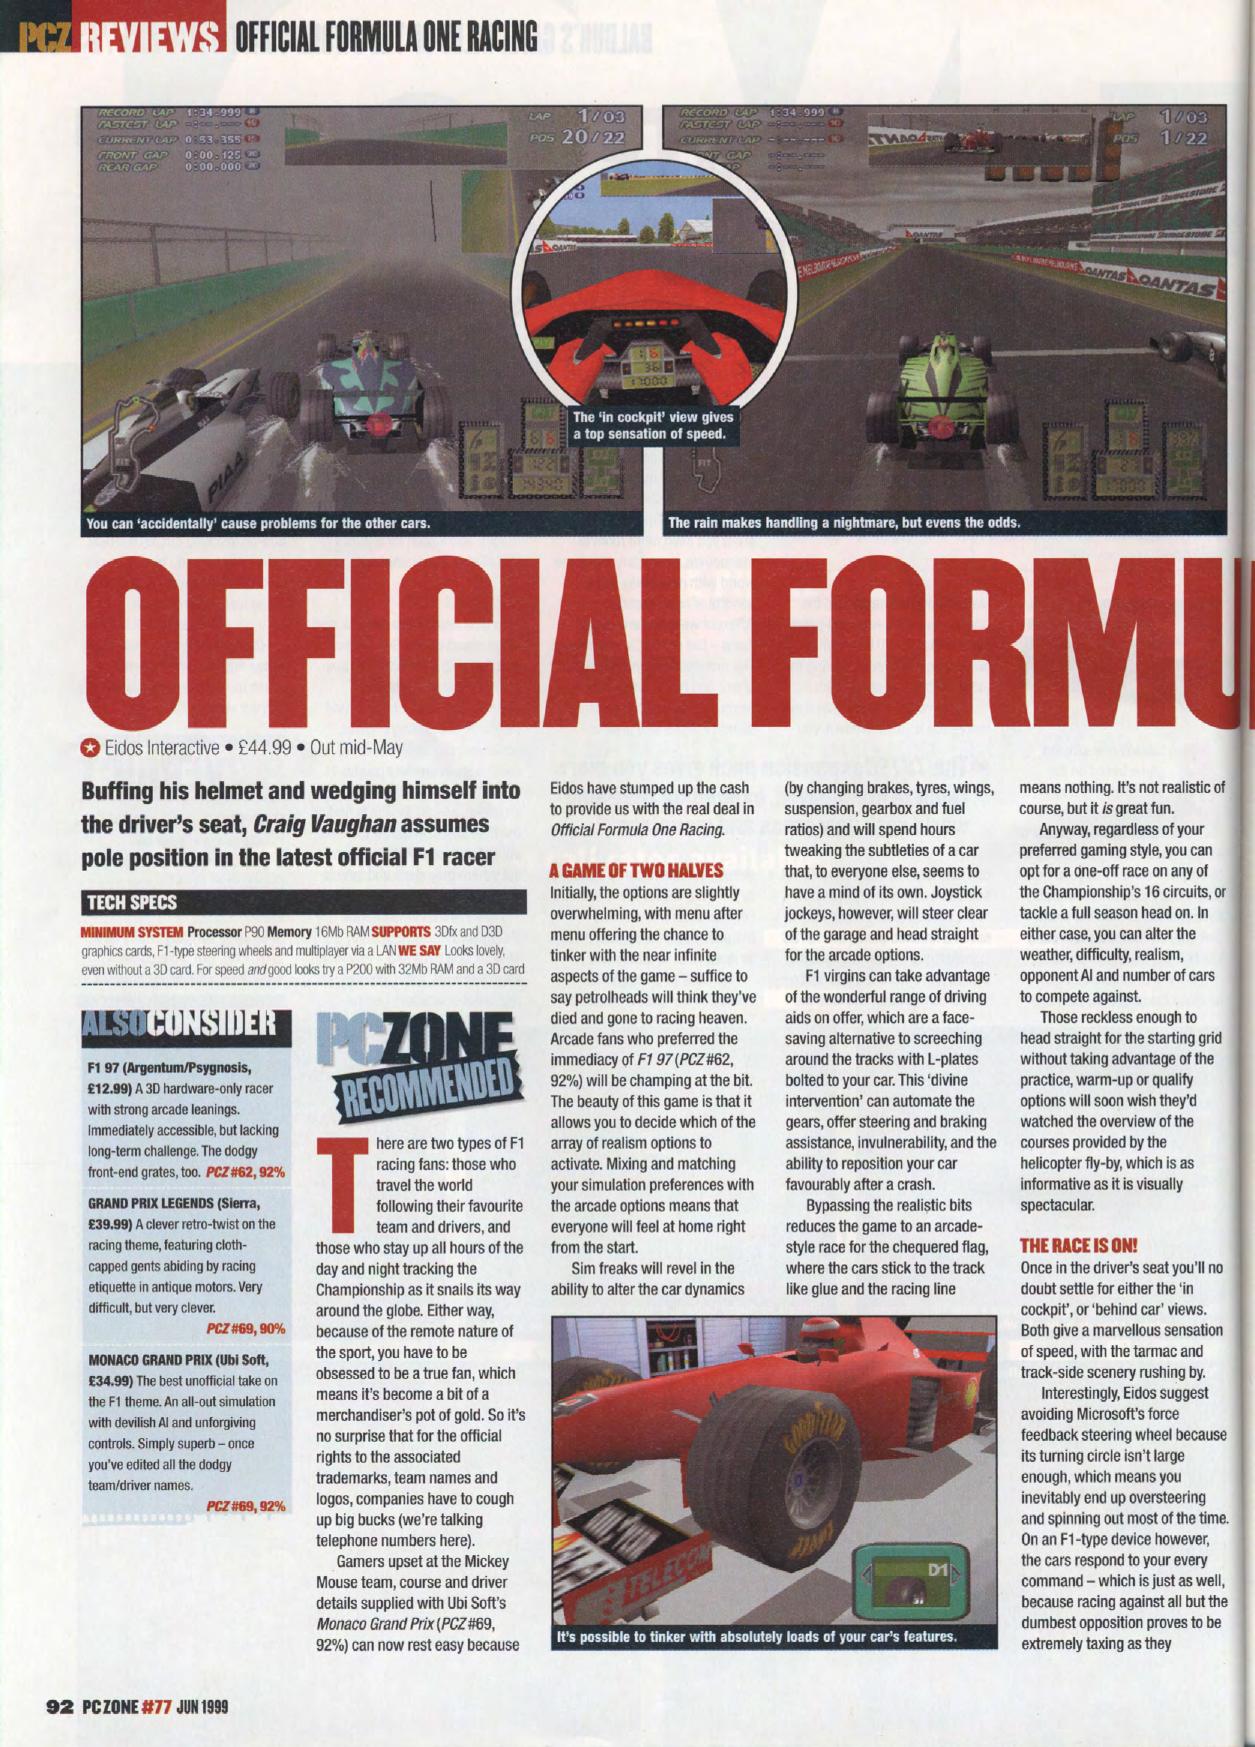 PCZ REVIEWS OFFICIAL FORMULA ONE RACING
RECORD LAP 1:34.999
FASTEST LAP -:--.---
CURRENT LAP 0:53.355
FRONT GAP 0:00.125
REAR GAP 0:00.000
LAP 1/03
POS 20/22
PIAA
You can 'accidentally' cause problems for the other cars.
QANTAS
16
36
17000
The 'in cockpit' view gives
a top sensation of speed.
RECORD LAP 1:34.999
FASTEST LAP -:--.---
CURRENT LAP -:--.---
LAP 1/03
POS 1/22
QANTAS
BRIDGESTONE
QANTAS QANTAS
The rain makes handling a nightmare, but evens the odds.
OFFICIAL FORMU
Eidos Interactive • £44.99 • Out mid-May
Buffing his helmet and wedging himself into
the driver's seat, Craig Vaughan assumes
pole position in the latest official F1 racer
TECH SPECS
MINIMUM SYSTEM Processor P90 Memory 16Mb RAM SUPPORTS 3Dfx and D3D
graphics cards, F1-type steering wheels and multiplayer via a LAN WE SAY Looks lovely,
even without a 3D card. For speed and good looks try a P200 with 32Mb RAM and a 3D card
ALSO CONSIDER
F1 97 (Argentum/Psygnosis,
£12.99) A 3D hardware-only racer
with strong arcade leanings.
Immediately accessible, but lacking
long-term challenge. The dodgy
front-end grates, too. PCZ #62, 92%
GRAND PRIX LEGENDS (Sierra,
£39.99) A clever retro-twist on the
racing theme, featuring cloth-
capped gents abiding by racing
etiquette in antique motors. Very
difficult, but very clever.
PCZ #69, 90%
MONACO GRAND PRIX (Ubi Soft,
£34.99) The best unofficial take on
the F1 theme. An all-out simulation
with devilish AI and unforgiving
controls. Simply superb – once
you've edited all the dodgy
team/driver names.
PCZ #69, 92%
PCZONE
RECOMMENDED
There are two types of F1
racing fans: those who
travel the world
following their favourite
team and drivers, and
those who stay up all hours of the
day and night tracking the
Championship as it snails its way
around the globe. Either way,
because of the remote nature of
the sport, you have to be
obsessed to be a true fan, which
means it's become a bit of a
merchandiser's pot of gold. So it's
no surprise that for the official
rights to the associated
trademarks, team names and
logos, companies have to cough
up big bucks (we're talking
telephone numbers here).
Gamers upset at the Mickey
Mouse team, course and driver
details supplied with Ubi Soft's
Monaco Grand Prix (PCZ #69,
92%) can now rest easy because
Eidos have stumped up the cash
to provide us with the real deal in
Official Formula One Racing.
A GAME OF TWO HALVES
Initially, the options are slightly
overwhelming, with menu after
menu offering the chance to
tinker with the near infinite
aspects of the game – suffice to
say petrolheads will think they've
died and gone to racing heaven.
Arcade fans who preferred the
immediacy of F1 97 (PCZ #62,
92%) will be champing at the bit.
The beauty of this game is that it
allows you to decide which of the
array of realism options to
activate. Mixing and matching
your simulation preferences with
the arcade options means that
everyone will feel at home right
from the start.
Sim freaks will revel in the
ability to alter the car dynamics
(by changing brakes, tyres, wings,
suspension, gearbox and fuel
ratios) and will spend hours
tweaking the subtleties of a car
that, to everyone else, seems to
have a mind of its own. Joystick
jockeys, however, will steer clear
of the garage and head straight
for the arcade options.
F1 virgins can take advantage
of the wonderful range of driving
aids on offer, which are a face-
saving alternative to screeching
around the tracks with L-plates
bolted to your car. This 'divine
intervention' can automate the
gears, offer steering and braking
assistance, invulnerability, and the
ability to reposition your car
favourably after a crash.
Bypassing the realistic bits
reduces the game to an arcade-
style race for the chequered flag,
where the cars stick to the track
like glue and the racing line
GOODYEAR
TELECOM
D1
It's possible to tinker with absolutely loads of your car's features.
means nothing. It's not realistic of
course, but it is great fun.
Anyway, regardless of your
preferred gaming style, you can
opt for a one-off race on any of
the Championship's 16 circuits, or
tackle a full season head on. In
either case, you can alter the
weather, difficulty, realism,
opponent AI and number of cars
to compete against.
Those reckless enough to
head straight for the starting grid
without taking advantage of the
practice, warm-up or qualify
options will soon wish they'd
watched the overview of the
courses provided by the
helicopter fly-by, which is as
informative as it is visually
spectacular.
THE RACE IS ON!
Once in the driver's seat you'll no
doubt settle for either the 'in
cockpit', or 'behind car' views.
Both give a marvellous sensation
of speed, with the tarmac and
track-side scenery rushing by.
Interestingly, Eidos suggest
avoiding Microsoft's force
feedback steering wheel because
its turning circle isn't large
enough, which means you
inevitably end up oversteering
and spinning out most of the time.
On an F1-type device however,
the cars respond to your every
command – which is just as well,
because racing against all but the
dumbest opposition proves to be
extremely taxing as they
92 PCZONE #77 JUN 1999